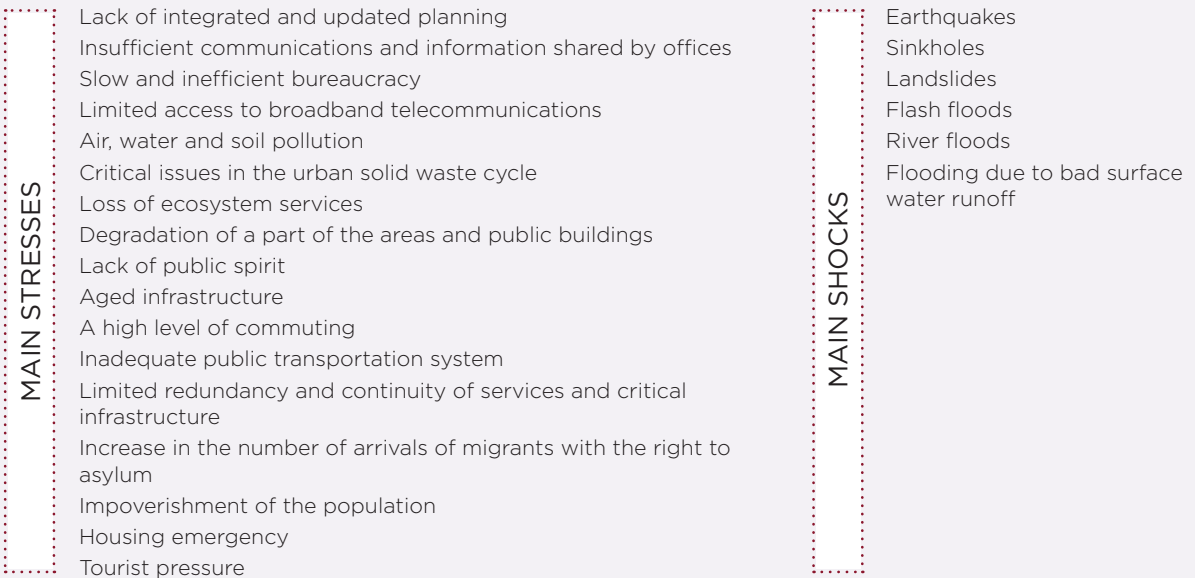 MAIN STRESSES
Lack of integrated and updated planning
Insufficient communications and information shared by offices
Slow and inefficient bureaucracy
Limited access to broadband telecommunications
Air, water and soil pollution
Critical issues in the urban solid waste cycle
Loss of ecosystem services
Degradation of a part of the areas and public buildings
Lack of public spirit
Aged infrastructure
A high level of commuting
Inadequate public transportation system
Limited redundancy and continuity of services and critical
infrastructure
Increase in the number of arrivals of migrants with the right to
asylum
Impoverishment of the population
Housing emergency
Tourist pressure
MAIN SHOCKS
Earthquakes
Sinkholes
Landslides
Flash floods
River floods
Flooding due to bad surface
water runoff